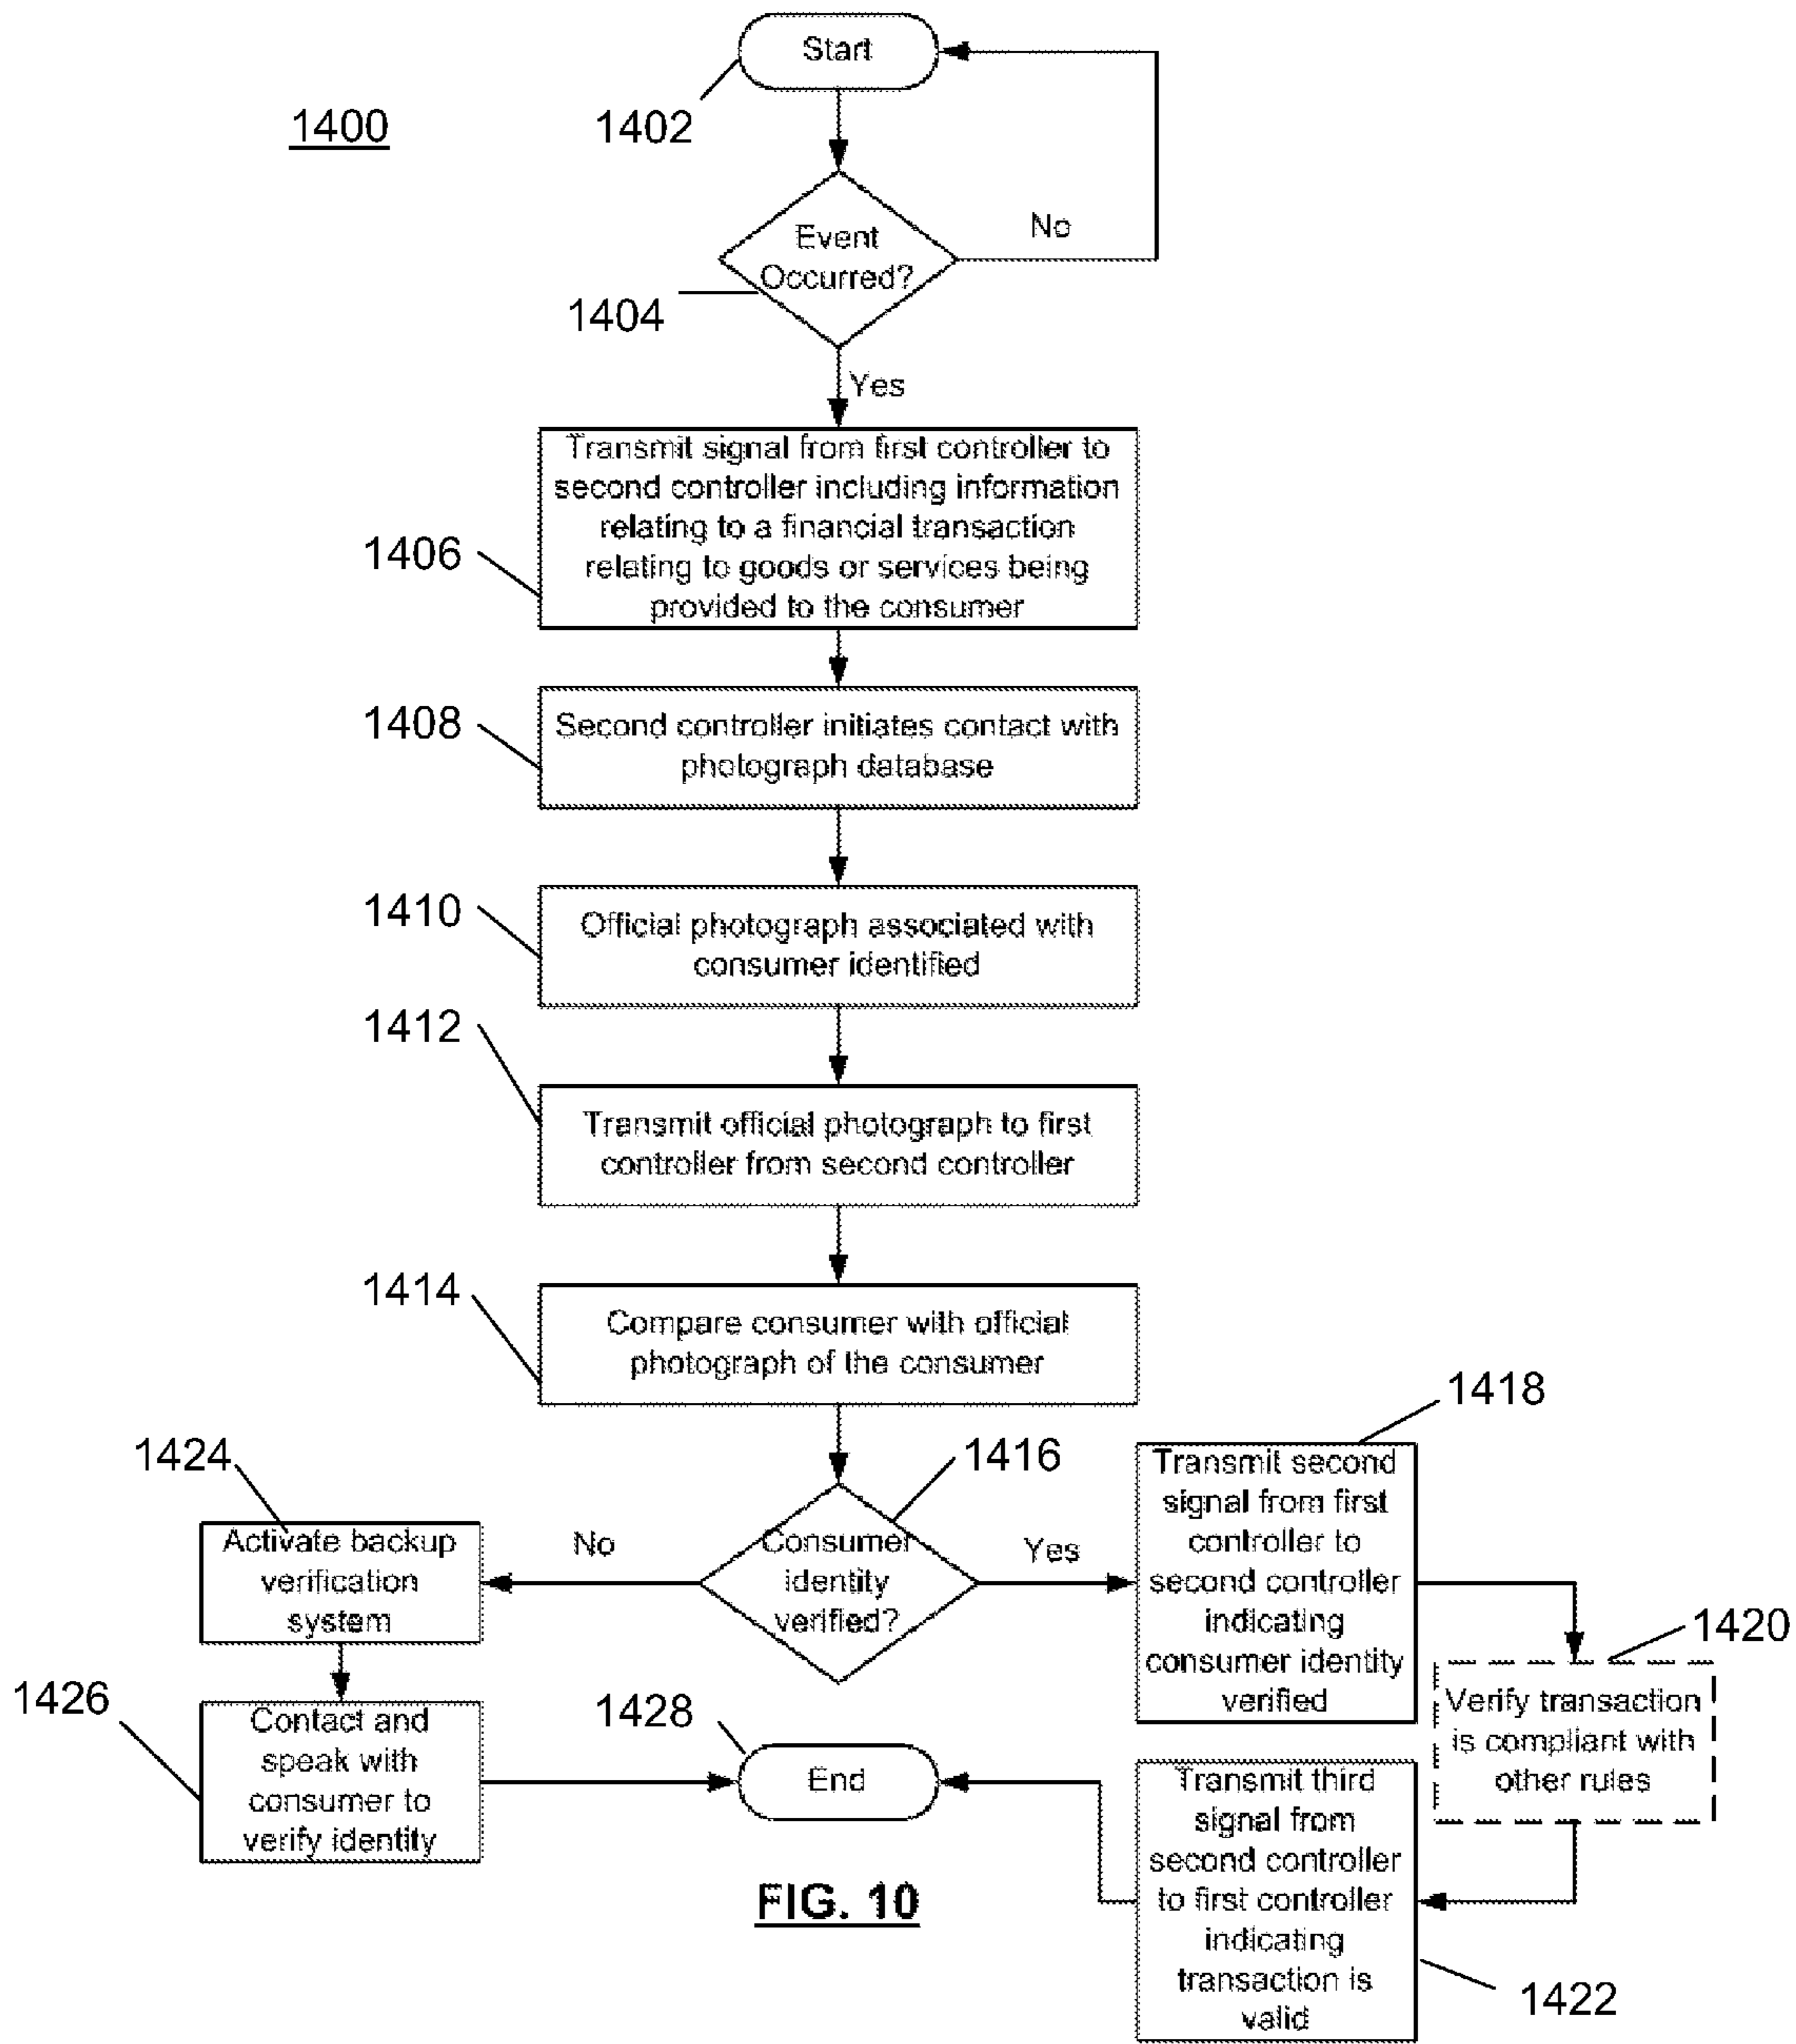 Start
1400
1402
Event
Occurred?
No
1404
Yes
Transmit signal from first controller to
second controller including information
relating to a financial transaction
relating to goods or services being
provided to the consumer
1406
Second controller initiates contact with
photograph database
1408
Official photograph associated with
consumer identified
1410
1412
Transmit official photograph to first
controller from second controller
1414
Compare consumer with official
photograph of the consumer
1416
Consumer
identity
verified?
No
Yes
1424
Activate backup
verification
system
1426
Contact and
speak with
consumer to
verify identity
1418
Transmit second
signal from first
controller to
second controller
indicating
consumer identity
verified
1420
Verify transaction
is compliant with
other rules
Transmit third
signal from
second controller
to first controller
indicating
transaction is
valid
1422
1428
End
FIG. 10